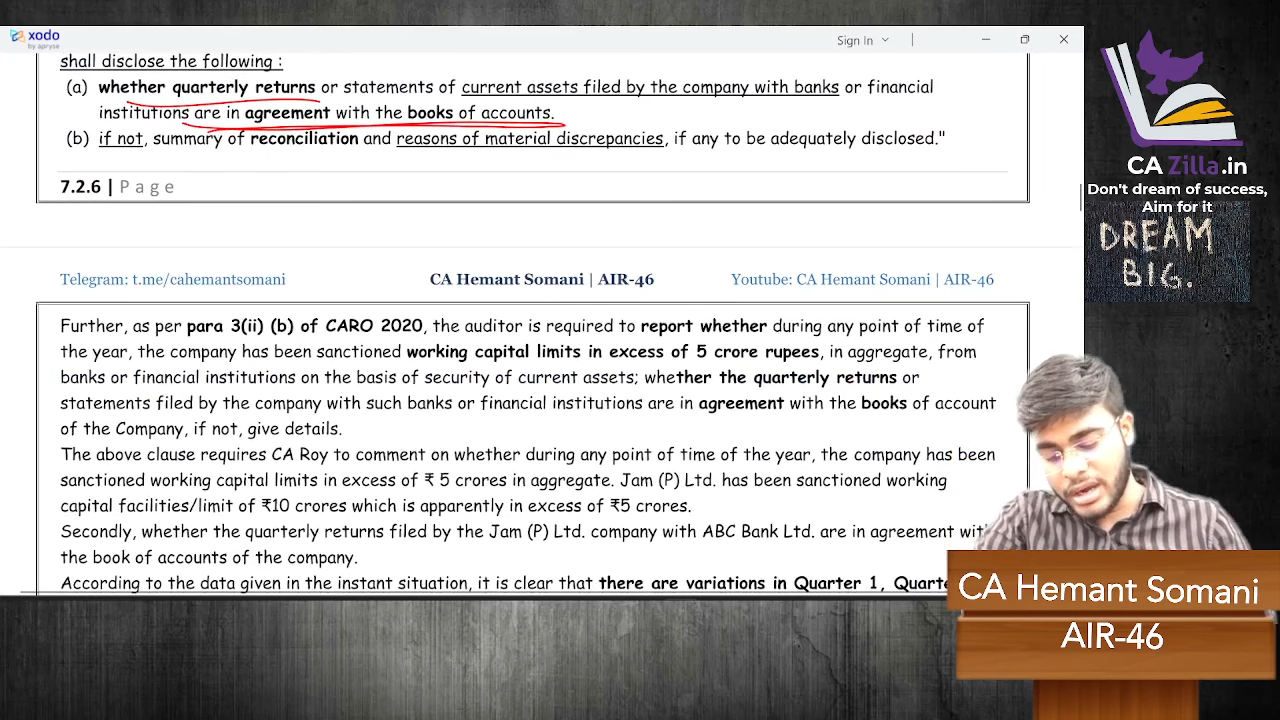 xodo
by apryse
Sign In
shall disclose the following :
(a) whether quarterly returns or statements of current assets filed by the company with banks or financial
institutions are in agreement with the books of accounts.
(b) if not, summary of reconciliation and reasons of material discrepancies, if any to be adequately disclosed."
7.2.6 | Page
Telegram: t.me/cahemantsomani
CA Hemant Somani | AIR-46
Youtube: CA Hemant Somani | AIR-46
Further, as per para 3(ii) (b) of CARO 2020, the auditor is required to report whether during any point of time of
the year, the company has been sanctioned working capital limits in excess of 5 crore rupees, in aggregate, from
banks or financial institutions on the basis of security of current assets; whether the quarterly returns or
statements filed by the company with such banks or financial institutions are in agreement with the books of account
of the Company, if not, give details.
The above clause requires CA Roy to comment on whether during any point of time of the year, the company has been
sanctioned working capital limits in excess of ₹ 5 crores in aggregate. Jam (P) Ltd. has been sanctioned working
capital facilities/limit of ₹10 crores which is apparently in excess of ₹5 crores.
Secondly, whether the quarterly returns filed by the Jam (P) Ltd. company with ABC Bank Ltd. are in agreement
the book of accounts of the company.
According to the data given in the instant situation, it is clear that there are variations in Quarter 1,
CA Zilla.in
Don't dream of success,
Aim for it
DREAM
BIG.
CA Hemant Somani
AIR-46